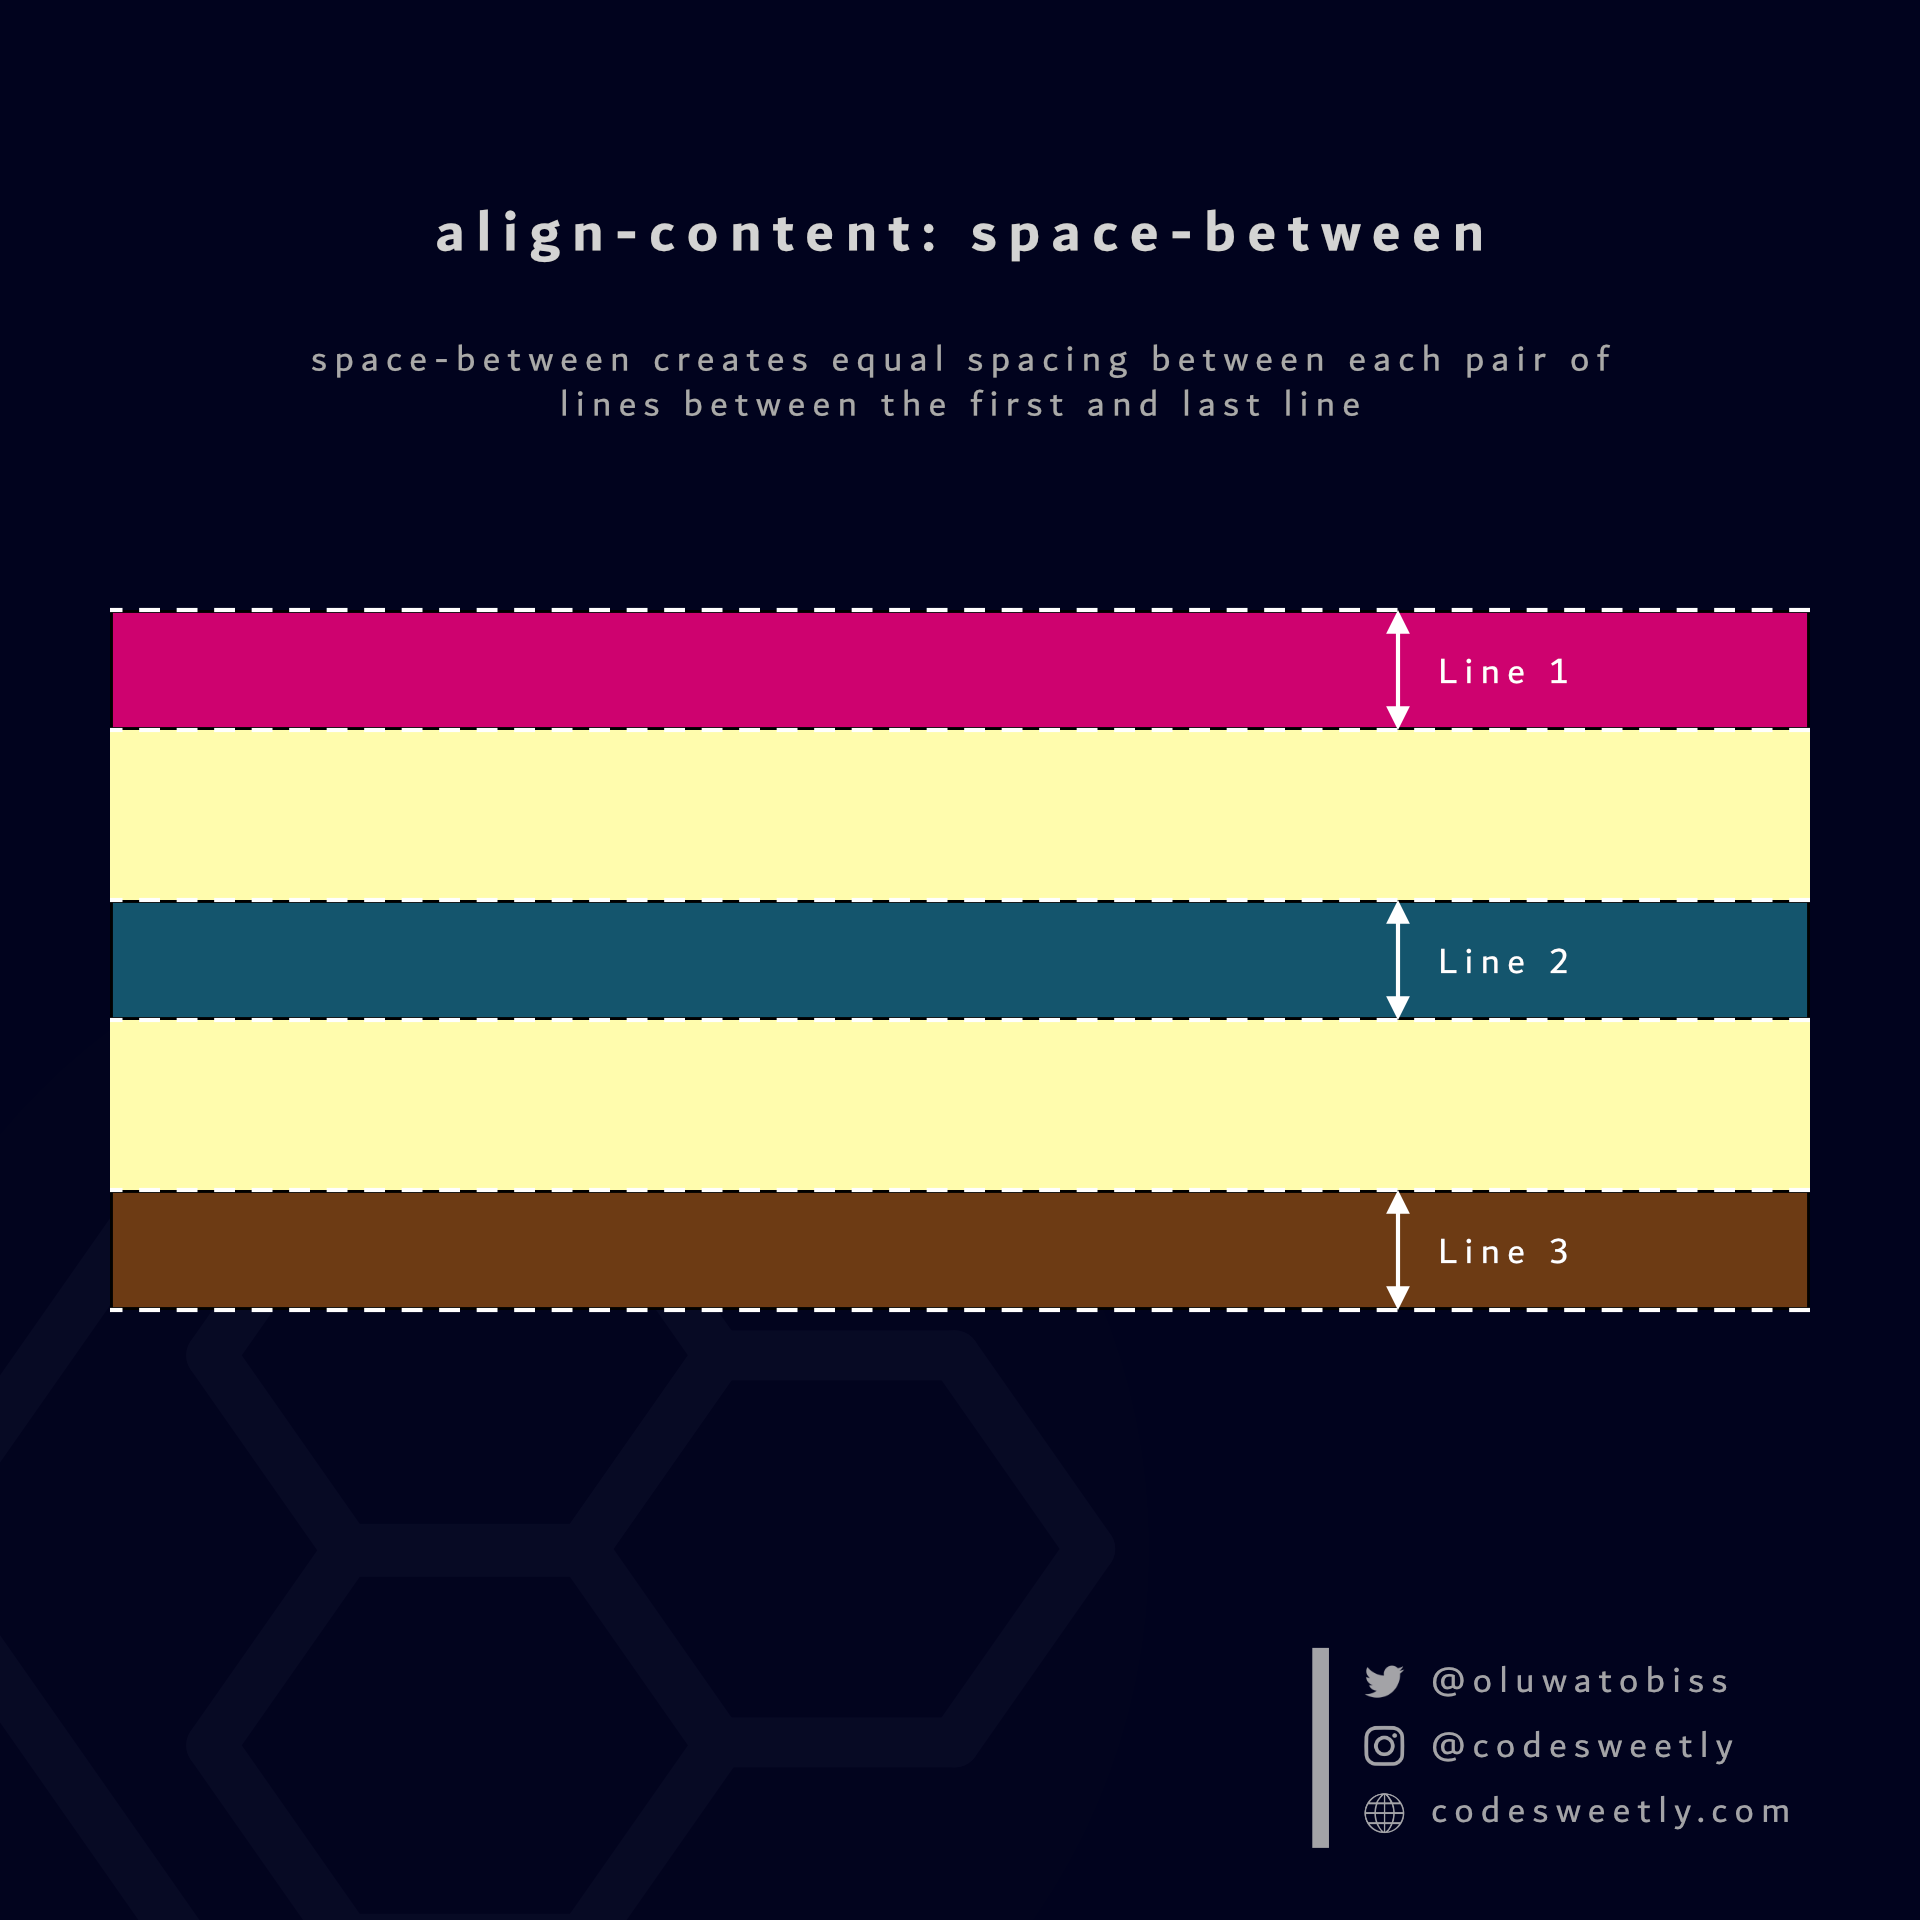 align-content: space-between
space-between creates equal spacing between each pair of
lines between the first and last line
Line 1
Line 2
Line 3
@oluwatobiss
@codesweetly
codesweetly.com